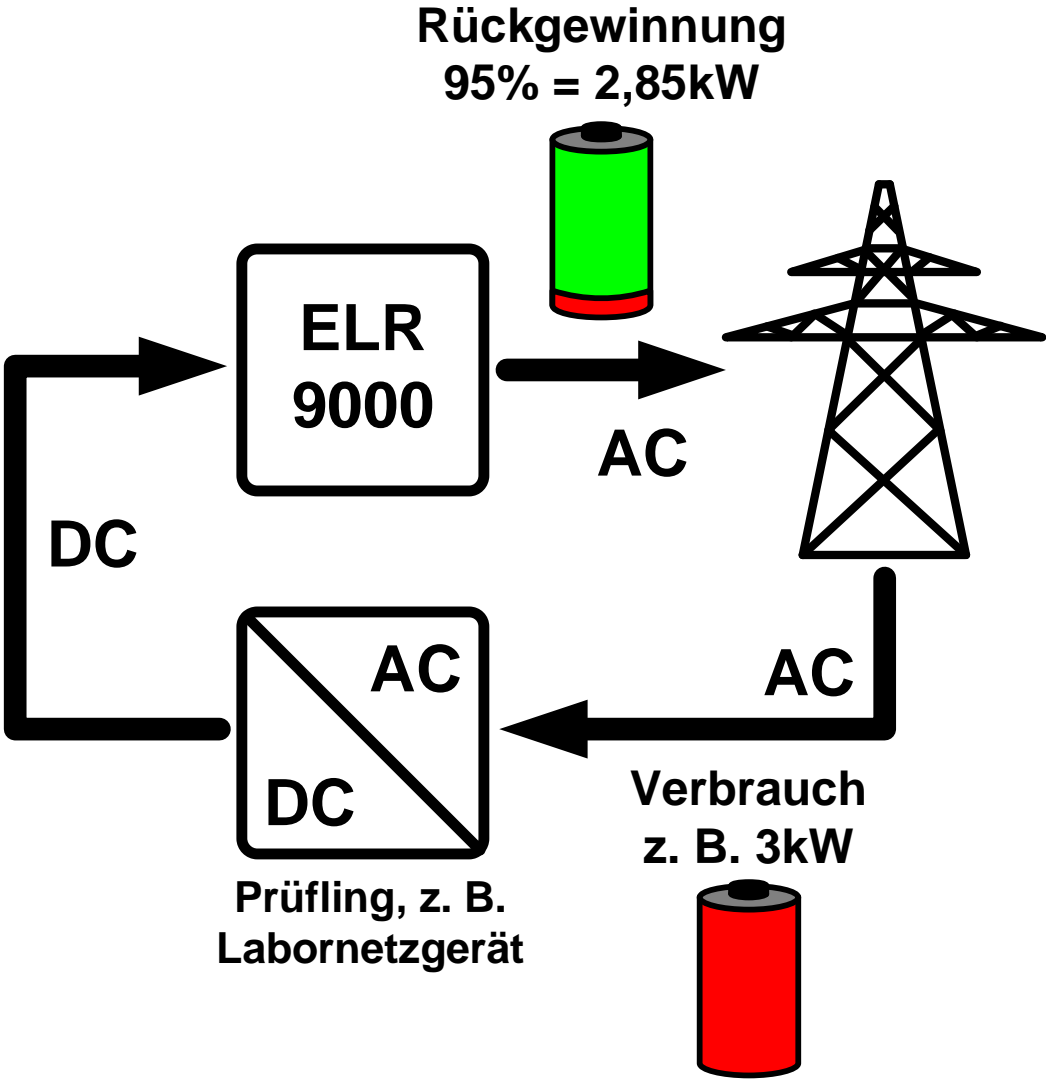 Rückgewinnung
95% = 2,85kW
ELR
9000
AC
DC
AC
AC
DC
Verbrauch
z. B. 3kW
Prüfling, z. B.
Labornetzgerät